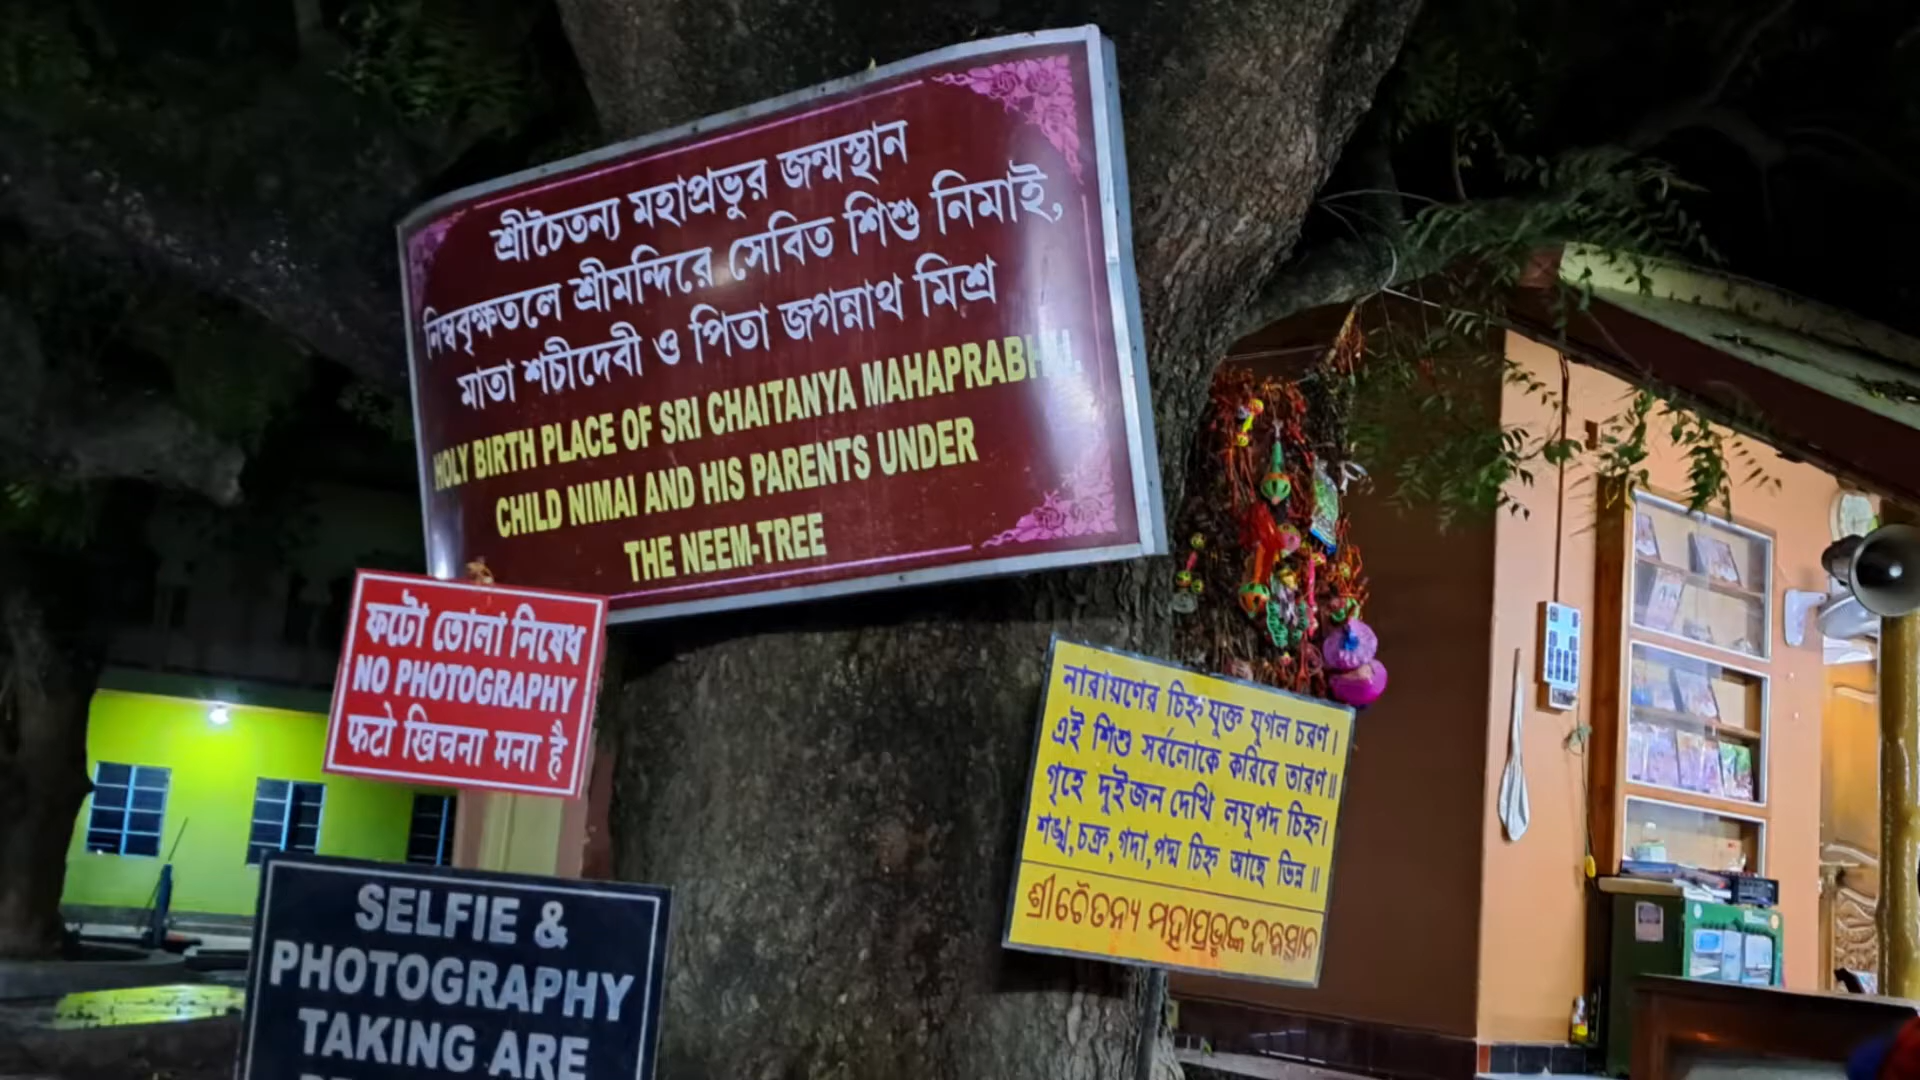 শ্রীচৈতন্য মহাপ্রভুর জন্মস্থান
নিম্ববৃক্ষতলে শ্রীমন্দিরে সেবিত শিশু নিমাই,
মাতা শচীদেবী ও পিতা জগন্নাথ মিশ্র
HOLY BIRTH PLACE OF SRI CHAITANYA MAHAPRABHU.
CHILD NIMAI AND HIS PARENTS UNDER
THE NEEM-TREE
ফটো তোলা নিষেধ
NO PHOTOGRAPHY
फटो खिचना मना है
SELFIE &
PHOTOGRAPHY
TAKING ARE
নারায়ণের চিহ্ন যুক্ত যুগল চরণ।
এই শিশু সর্বলোকে করিবে তারণ॥
গৃহে দুইজন দেখি লঘুপদ চিহ্ন।
শঙ্খ,চক্র,গদা,পদ্ম চিহ্ন আছে ভিন্ন॥
ଶ୍ରୀଚୈତନ୍ୟ ମହାପ୍ରଭୁଙ୍କ ଜନ୍ମସ୍ଥାନ